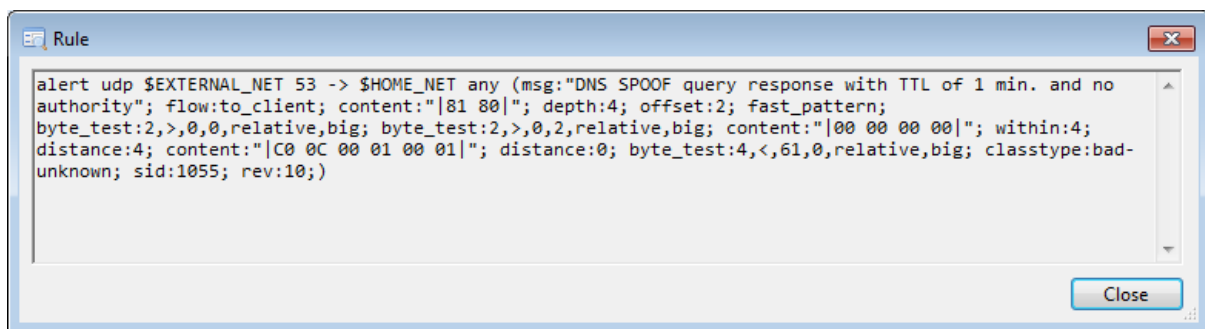 Rule
alert udp $EXTERNAL_NET 53 -> $HOME_NET any (msg:"DNS SPOOF query response with TTL of 1 min. and no
authority"; flow:to_client; content:"|81 80|"; depth:4; offset:2; fast_pattern;
byte_test:2,>,0,0,relative,big; byte_test:2,>,0,2,relative,big; content:"|00 00 00 00|"; within:4;
distance:4; content:"|C0 0C 00 01 00 01|"; distance:0; byte_test:4,<,61,0,relative,big; classtype:bad-
unknown; sid:1055; rev:10;)
Close